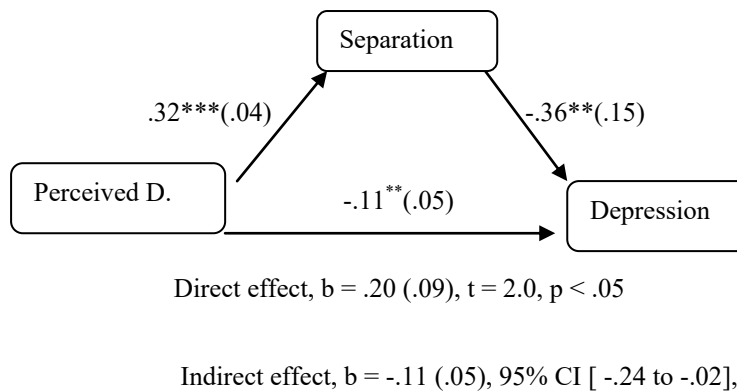 Separation
.32***(.04)
-.36**(.15)
Perceived D.
-.11**(.05)
Depression
Direct effect, b = .20 (.09), t = 2.0, p < .05
Indirect effect, b = -.11 (.05), 95% CI [ -.24 to -.02],